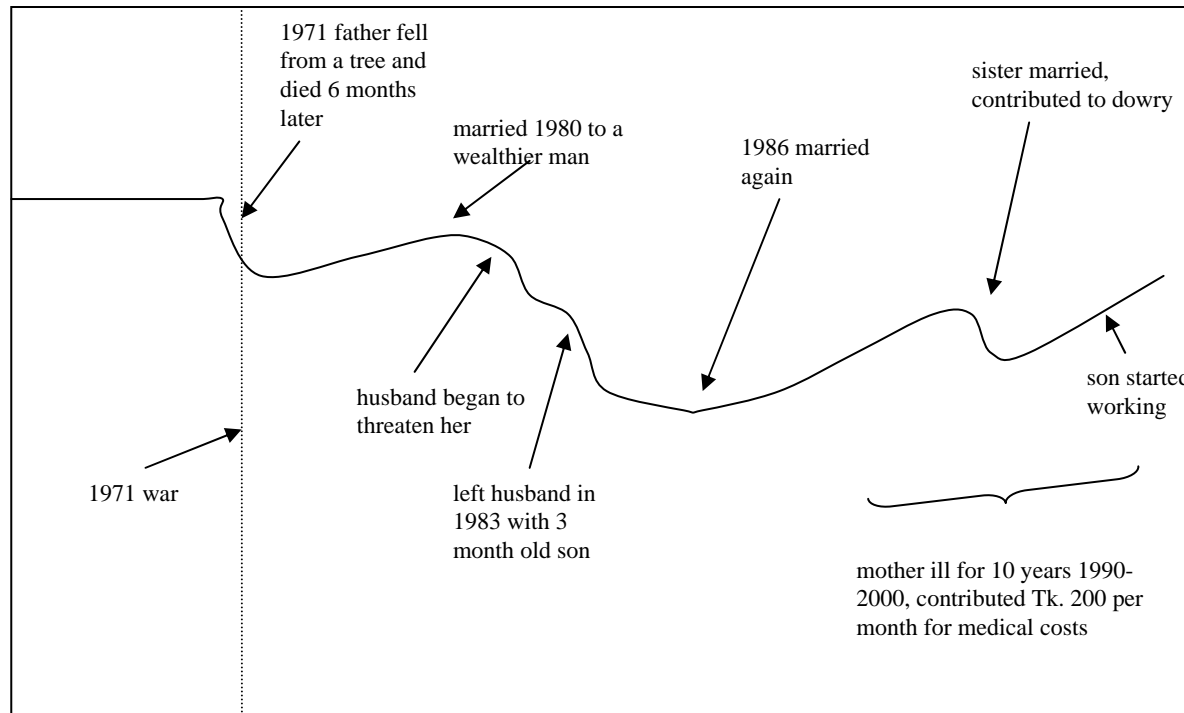 1971 father fell
from a tree and
died 6 months
later
married 1980 to a
wealthier man
1986 married
again
sister married,
contributed to dowry
husband began to
threaten her
left husband in
1983 with 3
month old son
1971 war
son started
working
mother ill for 10 years 1990-
2000, contributed Tk. 200 per
month for medical costs